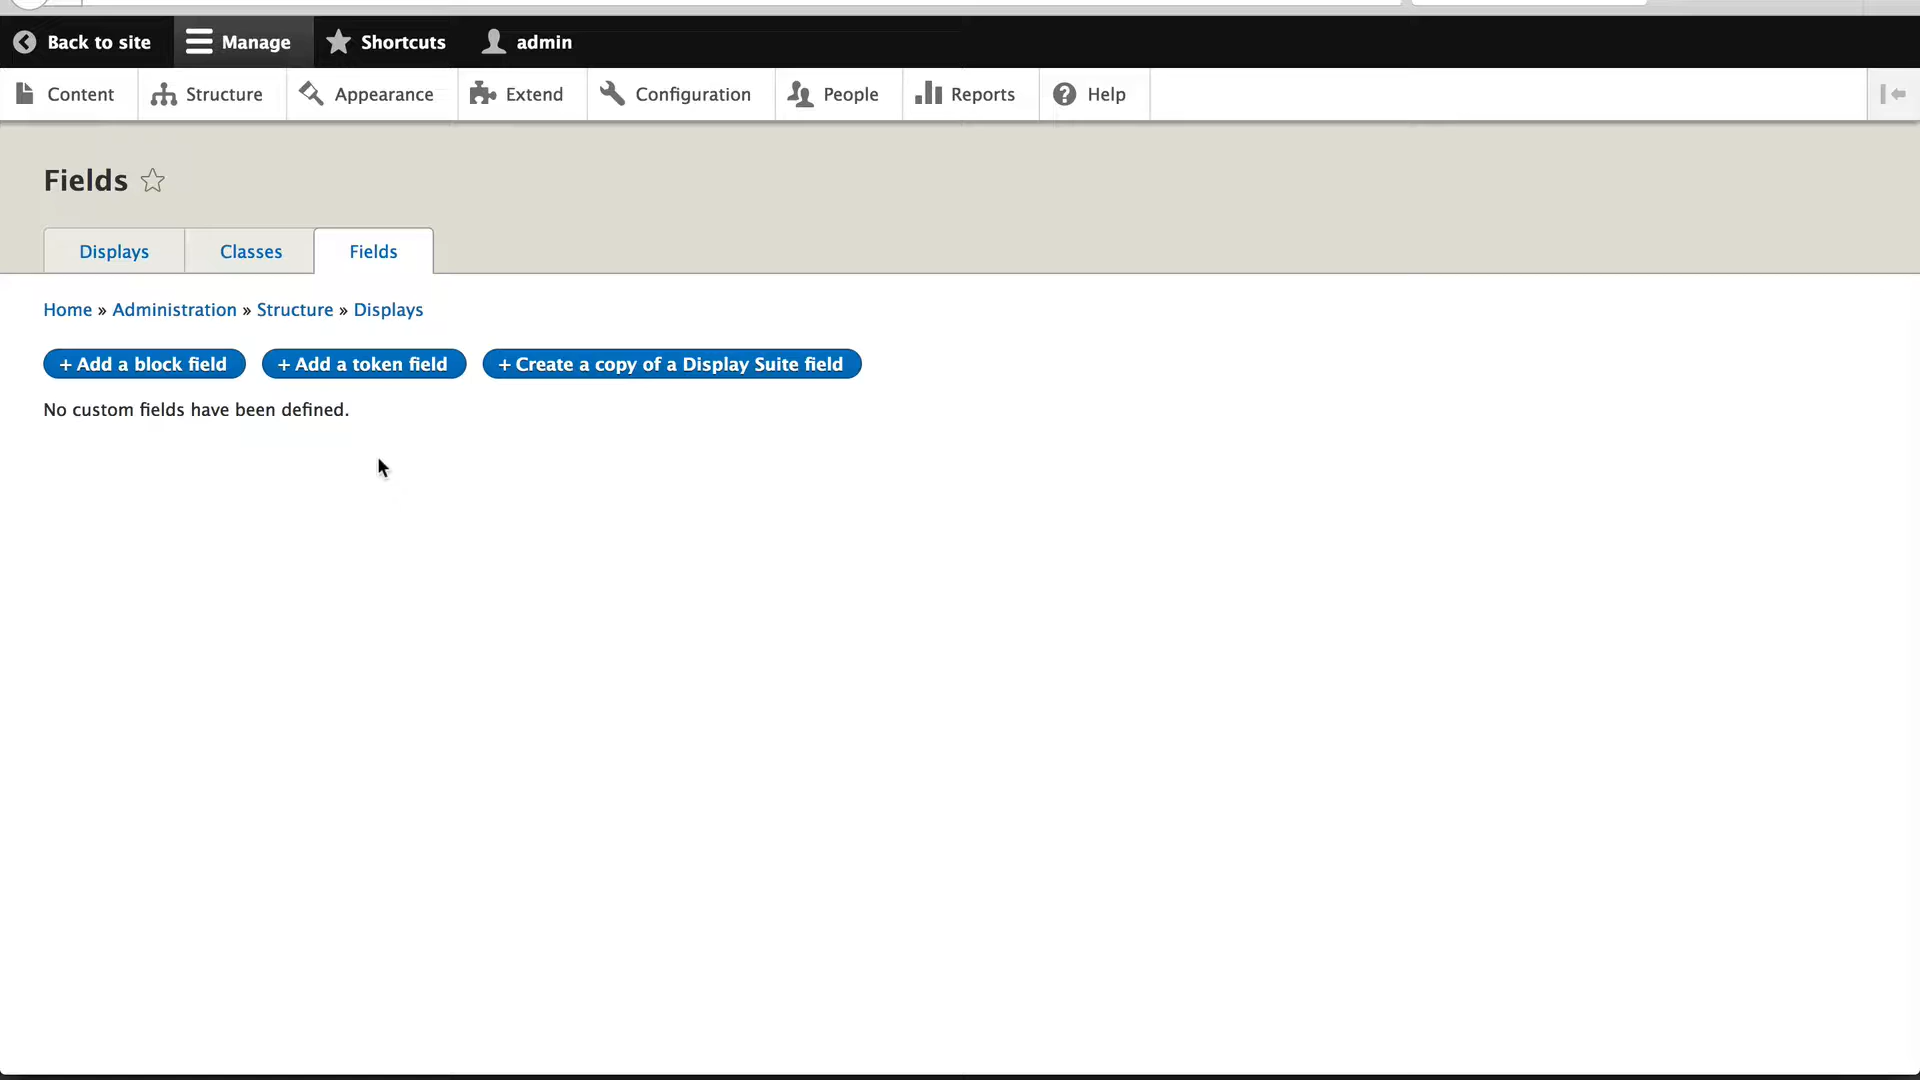 Back to site Manage Shortcuts admin
Content Structure Appearance Extend Configuration People Reports Help
Fields
Displays Classes Fields
Home » Administration » Structure » Displays
+ Add a block field + Add a token field + Create a copy of a Display Suite field
No custom fields have been defined.